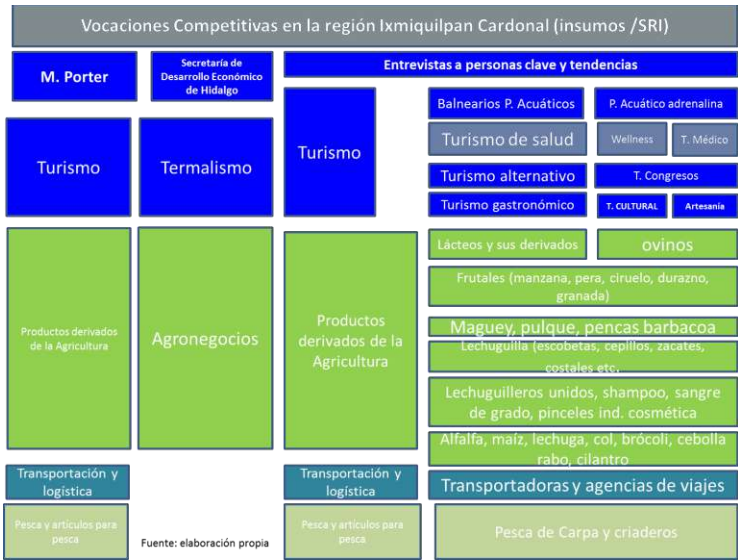 Vocaciones Competitivas en la región Ixmiquilpan Cardonal (insumos /SRI)
M. Porter
Secretaría de
Desarrollo Económico
de Hidalgo
Entrevistas a personas clave y tendencias
Turismo
Termalismo
Turismo
Balnearios P. Acuáticos
P. Acuático adrenalina
Turismo de salud
Wellness
T. Médico
Turismo alternativo
T. Congresos
Turismo gastronómico
T. CULTURAL
Artesanía
Productos derivados
de la Agricultura
Agronegocios
Productos
derivados de la
Agricultura
Lácteos y sus derivados
ovinos
Frutales (manzana, pera, ciruelo, durazno,
granada)
Maguey, pulque, pencas barbacoa
Lechuguilla (escobetas, cepillos, zacates,
costales etc.
Lechuguilleros unidos, shampoo, sangre
de grado, pinceles ind. cosmética
Alfalfa, maíz, lechuga, col, brócoli, cebolla
rabo, cilantro
Transportación y
logística
Transportación y
logística
Transportadoras y agencias de viajes
Pesca y artículos para
pesca
Fuente: elaboración propia
Pesca y artículos para
pesca
Pesca de Carpa y criaderos